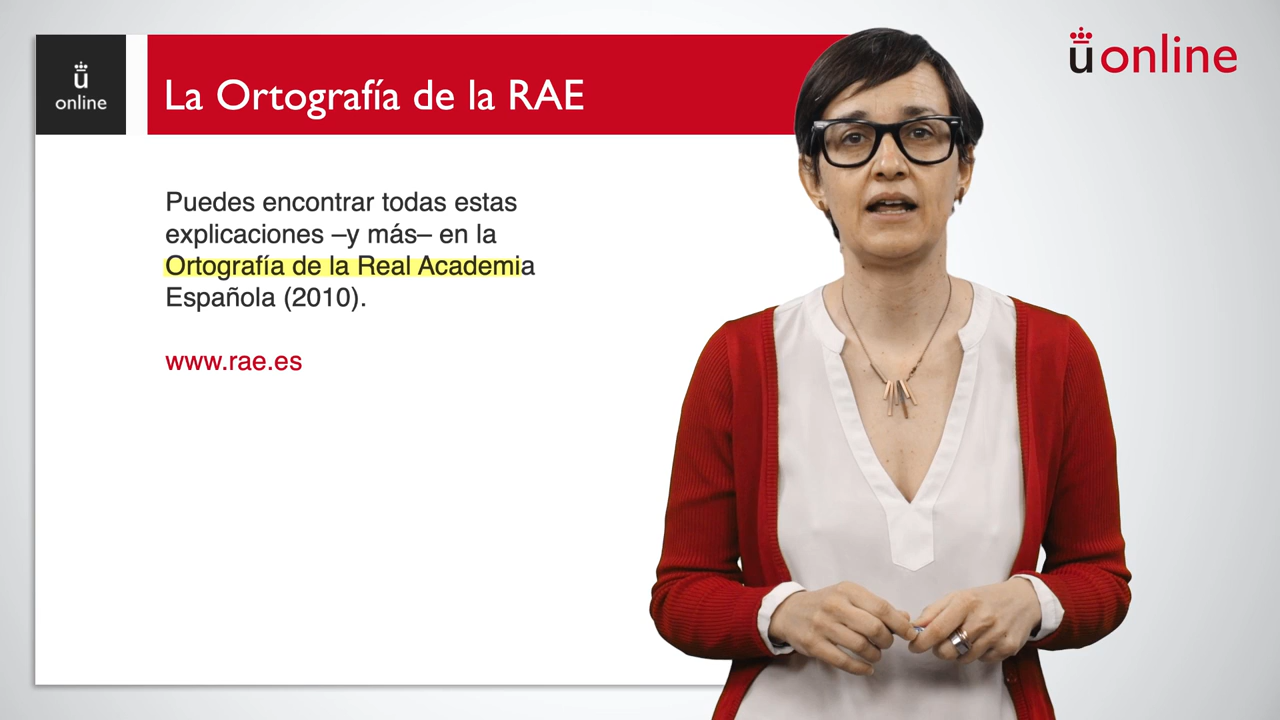 ü
online
La Ortografía de la RAE
üonline
Puedes encontrar todas estas
explicaciones –y más– en la
Ortografía de la Real Academia
Española (2010).
www.rae.es